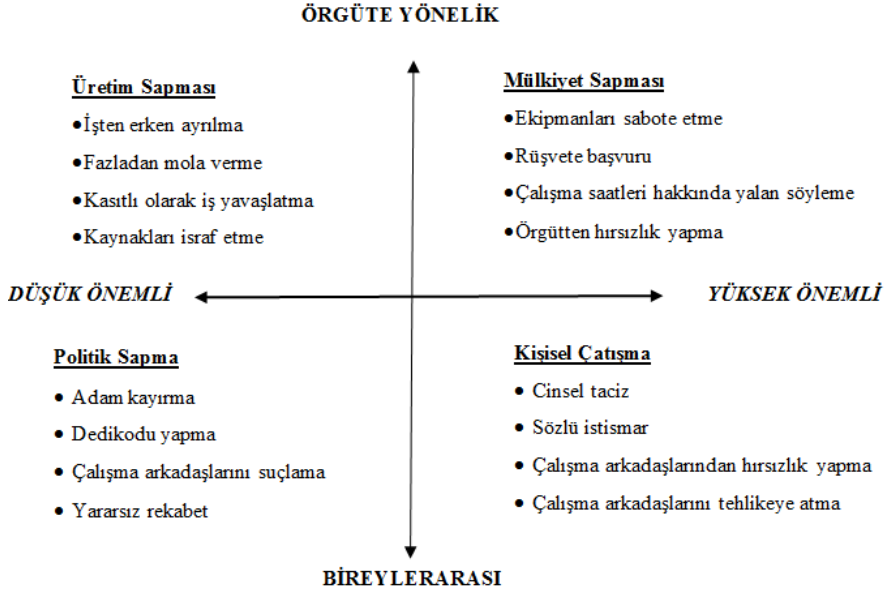 ÖRGÜTE YÖNELİK
Üretim Sapması
•İşten erken ayrılma
•Fazladan mola verme
•Kasıtlı olarak iş yavaşlatma
•Kaynakları israf etme
Mülkiyet Sapması
•Ekipmanları sabote etme
•Rüşvete başvuru
•Çalışma saatleri hakkında yalan söyleme
•Örgütten hırsızlık yapma
DÜŞÜK ÖNEMLİ
YÜKSEK ÖNEMLİ
Politik Sapma
• Adam kayırma
• Dedikodu yapma
• Çalışma arkadaşlarını suçlama
• Yararsız rekabet
Kişisel Çatışma
• Cinsel taciz
• Sözlü istismar
• Çalışma arkadaşlarından hırsızlık yapma
• Çalışma arkadaşlarını tehlikeye atma
BİREYLERARASI